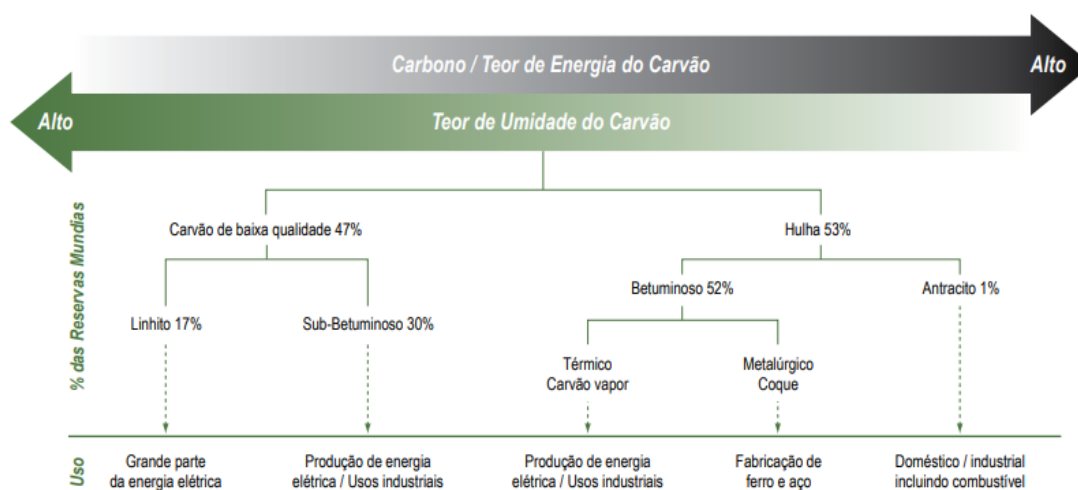 Carbono / Teor de Energia do Carvão
Alto
Alto
Teor de Umidade do Carvão
% das Reservas Mundias
Carvão de baixa qualidade 47%
Hulha 53%
Betuminoso 52%
Antracito 1%
Linhito 17%
Sub-Betuminoso 30%
Térmico
Carvão vapor
Metalúrgico
Coque
Uso
Grande parte
da energia elétrica
Produção de energia
elétrica / Usos industriais
Produção de energia
elétrica / Usos industriais
Fabricação de
ferro e aço
Doméstico / industrial
incluindo combustível